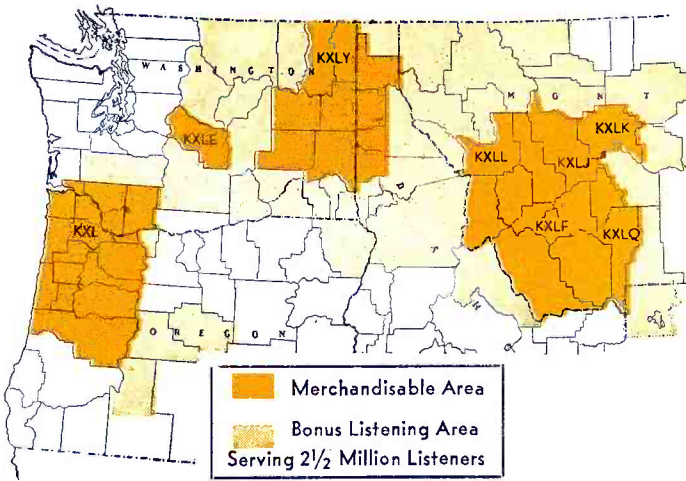 KXLY
WASHINGTON
MONT
KXLE
KXLK
KXLL
KXLJ
KXL
KXLF
KXLQ
OREGON
Merchandisable Area
Bonus Listening Area
Serving 2½ Million Listeners